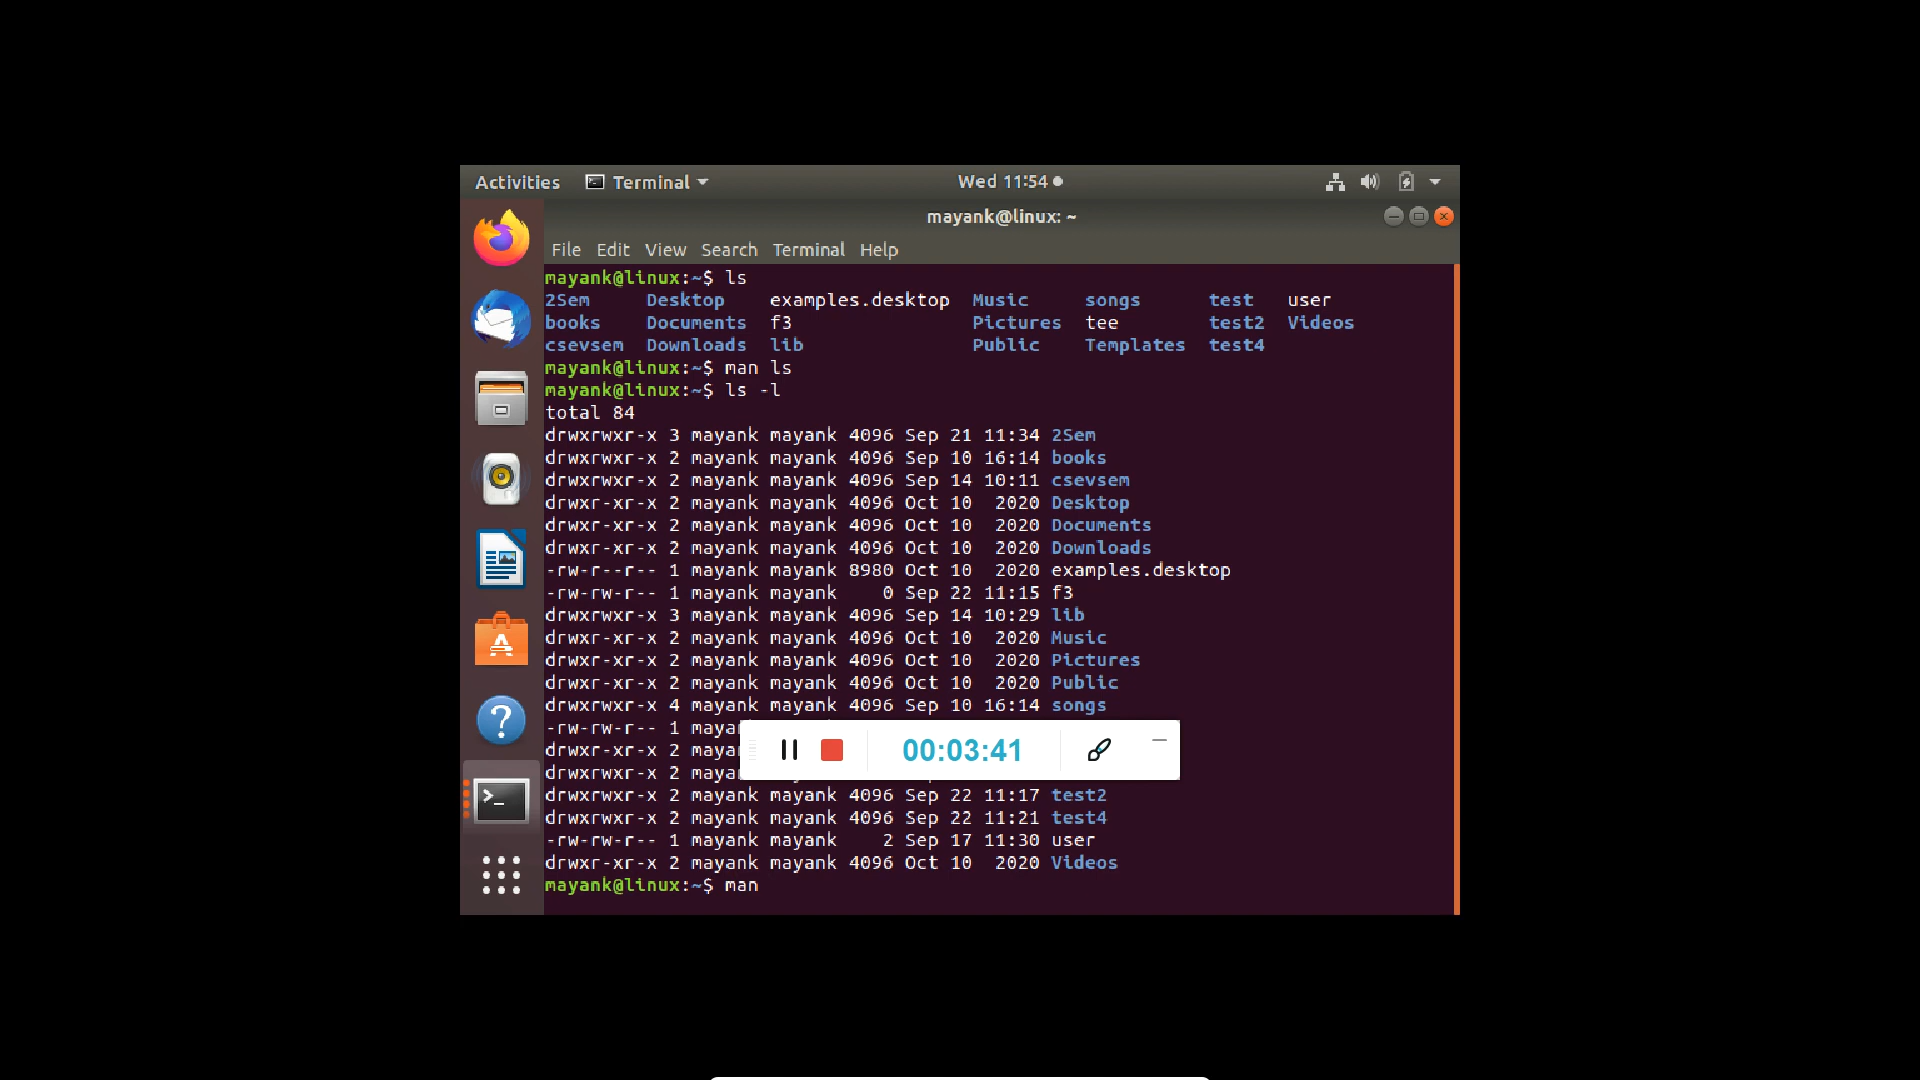 Activities Terminal Wed 11:54
mayank@linux: ~
File Edit View Search Terminal Help
mayank@linux:~$ ls
2Sem Desktop examples.desktop Music songs test user
books Documents f3 Pictures tee test2 Videos
csevsem Downloads lib Public Templates test4
mayank@linux:~$ man ls
mayank@linux:~$ ls -l
total 84
drwxrwxr-x 3 mayank mayank 4096 Sep 21 11:34 2Sem
drwxrwxr-x 2 mayank mayank 4096 Sep 10 16:14 books
drwxrwxr-x 2 mayank mayank 4096 Sep 14 10:11 csevsem
drwxr-xr-x 2 mayank mayank 4096 Oct 10  2020 Desktop
drwxr-xr-x 2 mayank mayank 4096 Oct 10  2020 Documents
drwxr-xr-x 2 mayank mayank 4096 Oct 10  2020 Downloads
-rw-r--r-- 1 mayank mayank 8980 Oct 10  2020 examples.desktop
-rw-rw-r-- 1 mayank mayank    0 Sep 22 11:15 f3
drwxrwxr-x 3 mayank mayank 4096 Sep 14 10:29 lib
drwxr-xr-x 2 mayank mayank 4096 Oct 10  2020 Music
drwxr-xr-x 2 mayank mayank 4096 Oct 10  2020 Pictures
drwxr-xr-x 2 mayank mayank 4096 Oct 10  2020 Public
drwxrwxr-x 4 mayank mayank 4096 Sep 10 16:14 songs
-rw-rw-r-- 1
drwxr-xr-x 2
drwxrwxr-x 2
00:03:41
drwxrwxr-x 2 mayank mayank 4096 Sep 22 11:17 test2
drwxrwxr-x 2 mayank mayank 4096 Sep 22 11:21 test4
-rw-rw-r-- 1 mayank mayank    2 Sep 17 11:30 user
drwxr-xr-x 2 mayank mayank 4096 Oct 10  2020 Videos
mayank@linux:~$ man